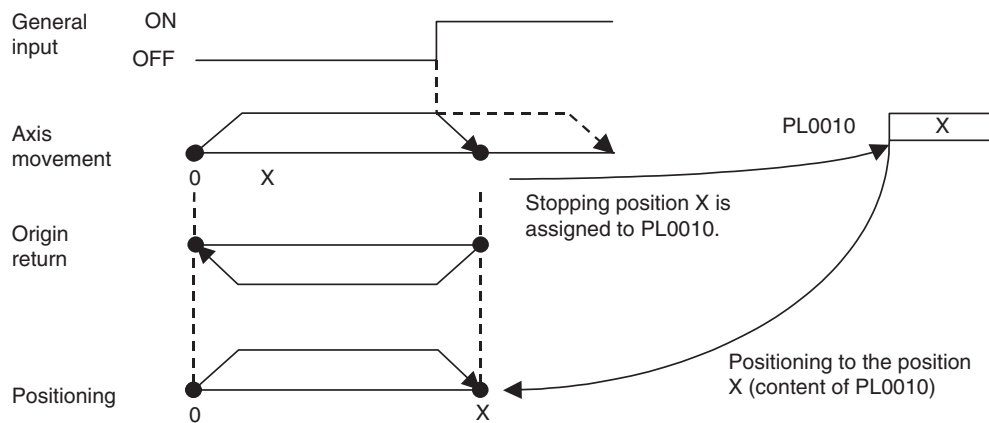 General
input
ON
OFF
Axis
movement
0 X
PL0010
X
Stopping position X is
assigned to PL0010.
Origin
return
Positioning
0 X
Positioning to the position
X (content of PL0010)